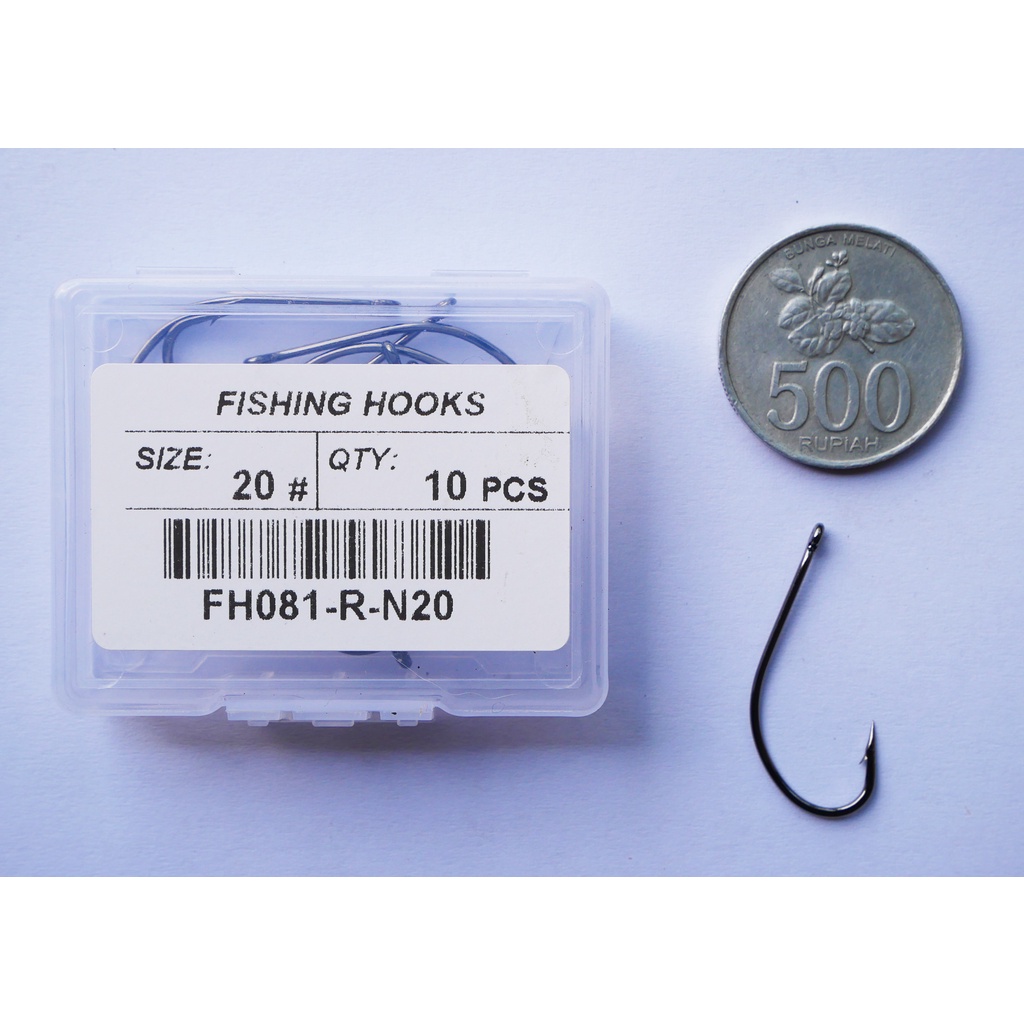 FISHING HOOKS
SIZE: 20 #
QTY: 10 PCS
FH081-R-N20
BUNGA MELATI
500
RUPIAH